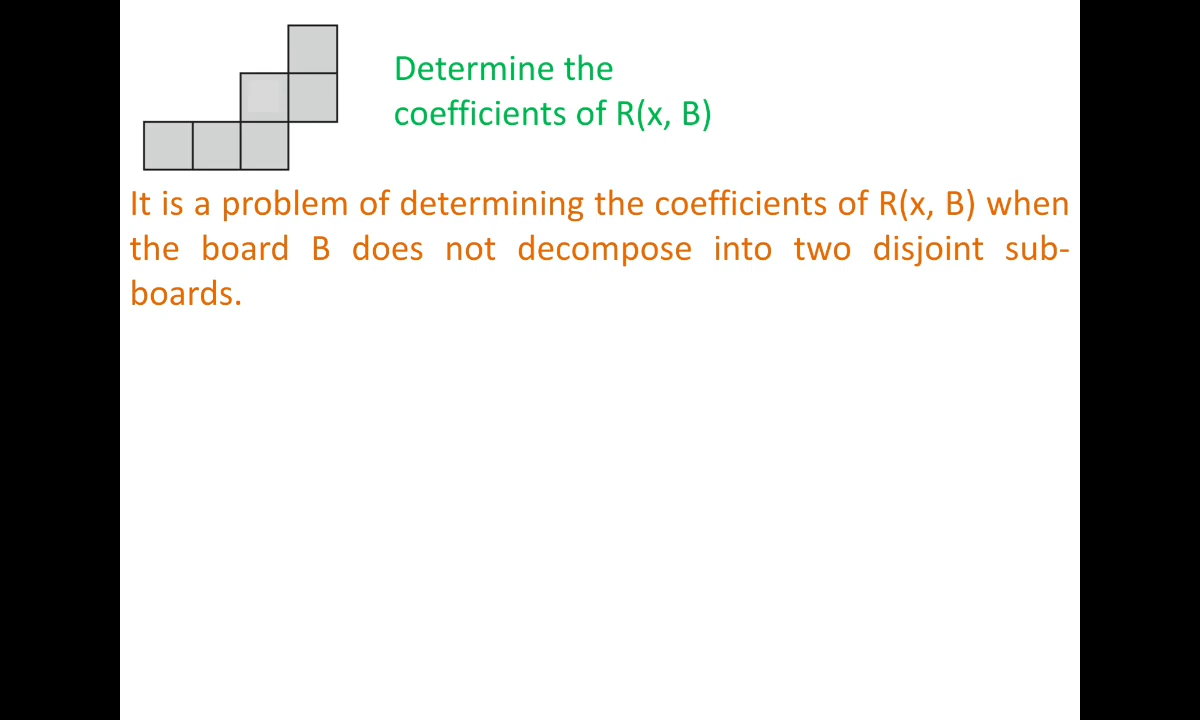 Determine the
coefficients of R(x, B)
It is a problem of determining the coefficients of R(x, B) when
the board B does not decompose into two disjoint sub-
boards.